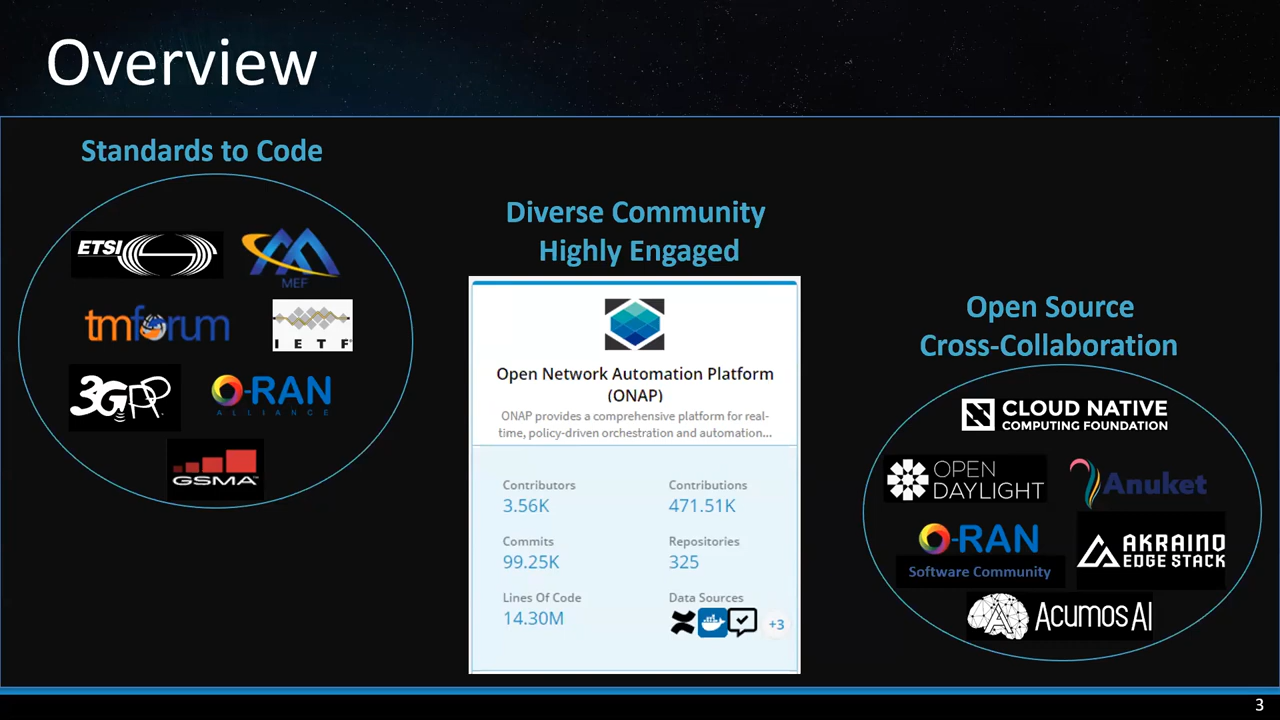 Overview
Standards to Code
ETSI
MEF
tmforum
IETF
3GPP
O-RAN
ALLIANCE
GSMA
Diverse Community
Highly Engaged
Open Network Automation Platform
(ONAP)
ONAP provides a comprehensive platform for real-
time, policy-driven orchestration and automation...
Contributors
Contributions
3.56K
471.51K
Commits
Repositories
99.25K
325
Lines Of Code
Data Sources
14.30M
+3
Open Source
Cross-Collaboration
CLOUD NATIVE
COMPUTING FOUNDATION
OPEN
DAYLIGHT
Anuket
O-RAN
Software Community
AKRAINO
EDGE STACK
Acumos AI
3